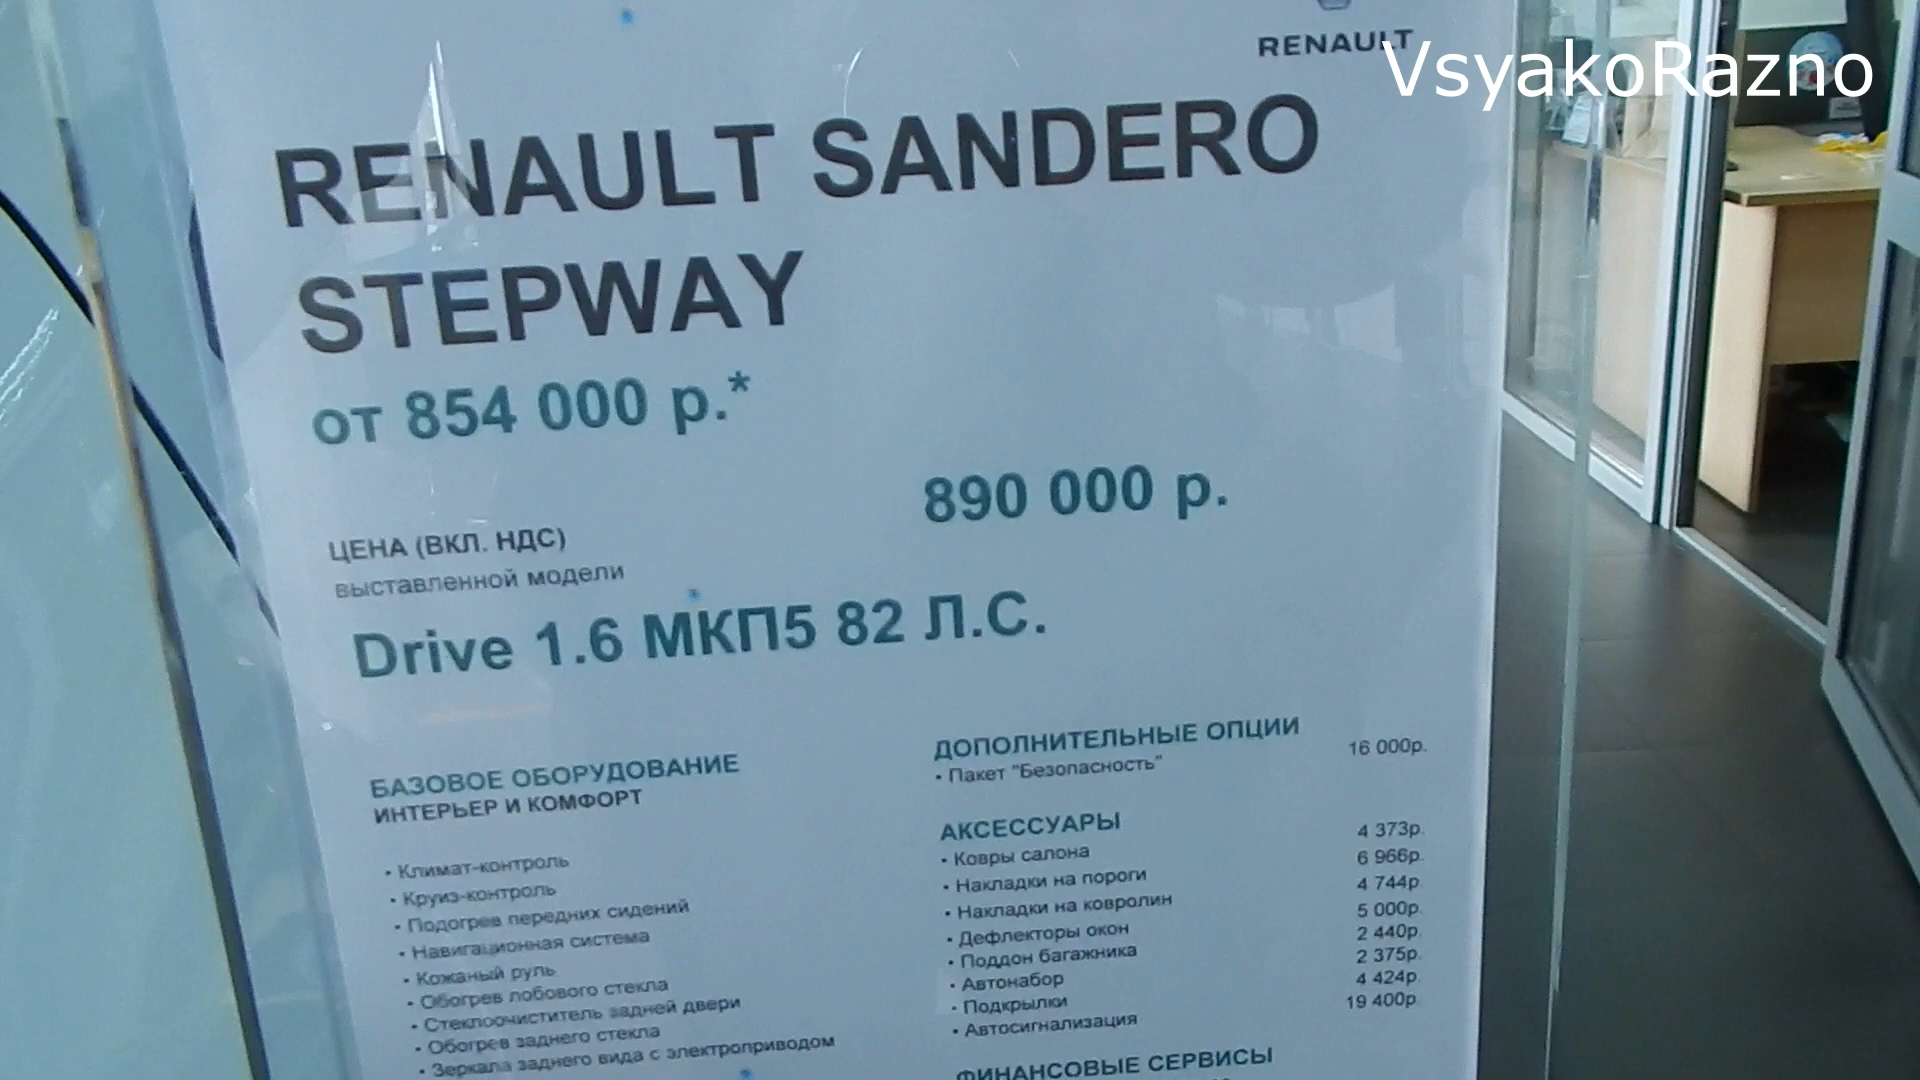 RENAULT
VsyakoRazno
RENAULT SANDERO
STEPWAY
от 854 000 р.*
890 000 р.
ЦЕНА (ВКЛ. НДС)
выставленной модели
Drive 1.6 МКП5 82 Л.С.
БАЗОВОЕ ОБОРУДОВАНИЕ
ИНТЕРЬЕР И КОМФОРТ
• Климат-контроль
• Круиз-контроль
• Подогрев передних сидений
• Навигационная система
• Кожаный руль
• Обогрев лобового стекла
• Стеклоочиститель задней двери
• Обогрев заднего стекла
• Зеркала заднего вида с электроприводом
ДОПОЛНИТЕЛЬНЫЕ ОПЦИИ
• Пакет "Безопасность" 16 000р.
АКСЕССУАРЫ
• Ковры салона 4 373р.
• Накладки на пороги 6 966р.
• Накладки на ковролин 4 744р
• Дефлекторы окон 5 000р.
• Поддон багажника 2 440р.
• Автонабор 2 375р.
• Подкрылки 4 424р.
• Автосигнализация 19 400р.
ФИНАНСОВЫЕ СЕРВИСЫ